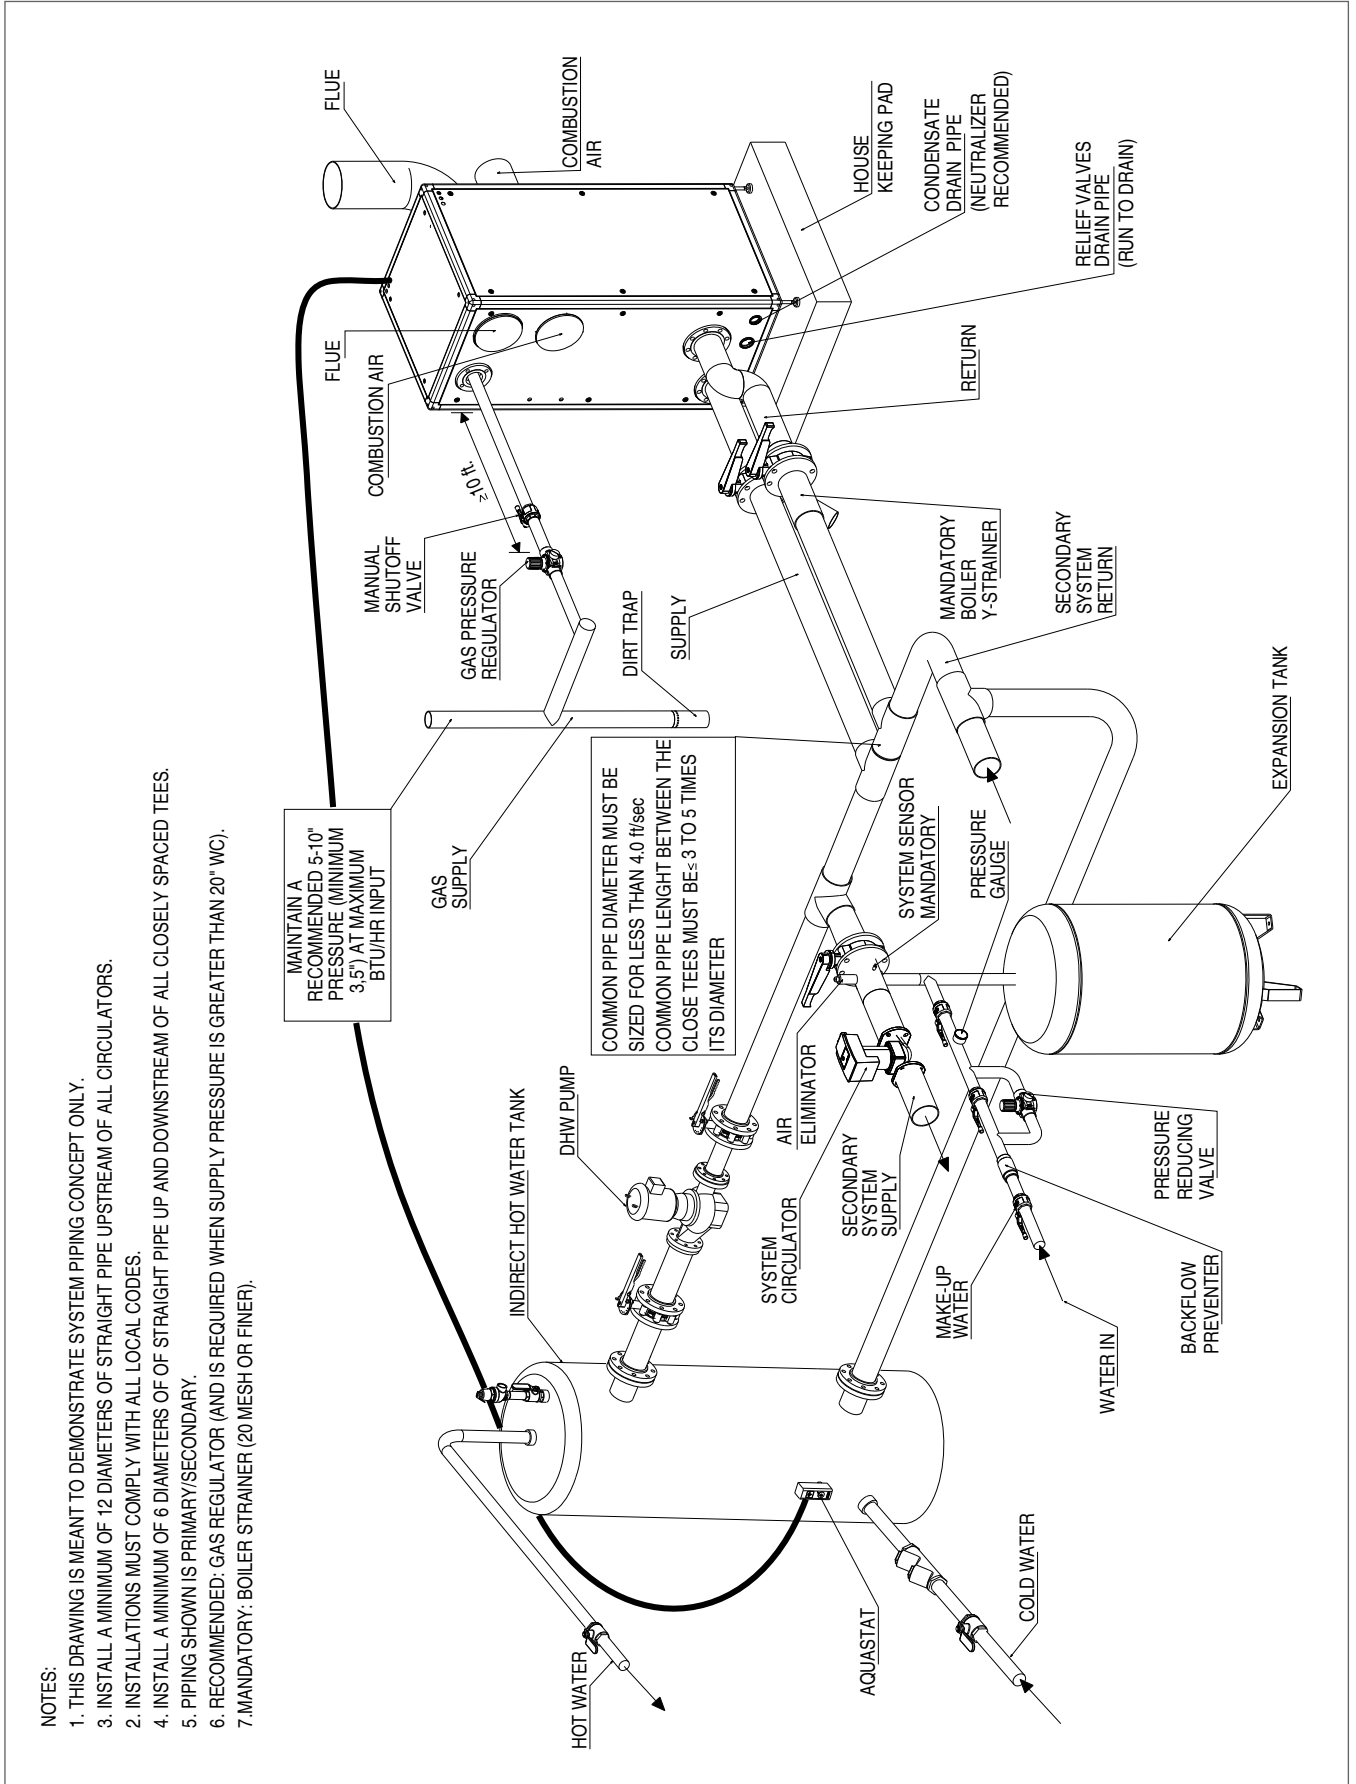 NOTES:
1. THIS DRAWING IS MEANT TO DEMONSTRATE SYSTEM PIPING CONCEPT ONLY.
3. INSTALL A MINIMUM OF 12 DIAMETERS OF STRAIGHT PIPE UPSTREAM OF ALL CIRCULATORS.
2. INSTALLATIONS MUST COMPLY WITH ALL LOCAL CODES.
4. INSTALL A MINIMUM OF 6 DIAMETERS OF STRAIGHT PIPE UP AND DOWNSTREAM OF ALL CLOSELY SPACED TEES.
5. PIPING SHOWN IS PRIMARY/SECONDARY.
6. RECOMMENDED: GAS REGULATOR (AND IS REQUIRED WHEN SUPPLY PRESSURE IS GREATER THAN 20" WC).
7.MANDATORY: BOILER STRAINER (20 MESH OR FINER).
MAINTAIN A
RECOMMENDED 5-10"
PRESSURE (MINIMUM
3,5") AT MAXIMUM
BTU/HR INPUT
FLUE
FLUE
COMBUSTION AIR
COMBUSTION
AIR
≥10 ft.
MANUAL
SHUTOFF
VALVE
GAS PRESSURE
REGULATOR
GAS
SUPPLY
DIRT TRAP
SUPPLY
HOUSE
KEEPING PAD
CONDENSATE
DRAIN PIPE
(NEUTRALIZER
RECOMMENDED)
RELIEF VALVES
DRAIN PIPE
(RUN TO DRAIN)
RETURN
MANDATORY
BOILER
Y-STRAINER
SECONDARY
SYSTEM
RETURN
COMMON PIPE DIAMETER MUST BE
SIZED FOR LESS THAN 4.0 ft/sec
COMMON PIPE LENGHT BETWEEN THE
CLOSE TEES MUST BE≤ 3 TO 5 TIMES
ITS DIAMETER
SYSTEM SENSOR
MANDATORY
PRESSURE
GAUGE
EXPANSION TANK
INDIRECT HOT WATER TANK
DHW PUMP
AIR
ELIMINATOR
SYSTEM
CIRCULATOR
SECONDARY
SYSTEM
SUPPLY
PRESSURE
REDUCING
VALVE
MAKE-UP
WATER
BACKFLOW
PREVENTER
WATER IN
HOT WATER
AQUASTAT
COLD WATER